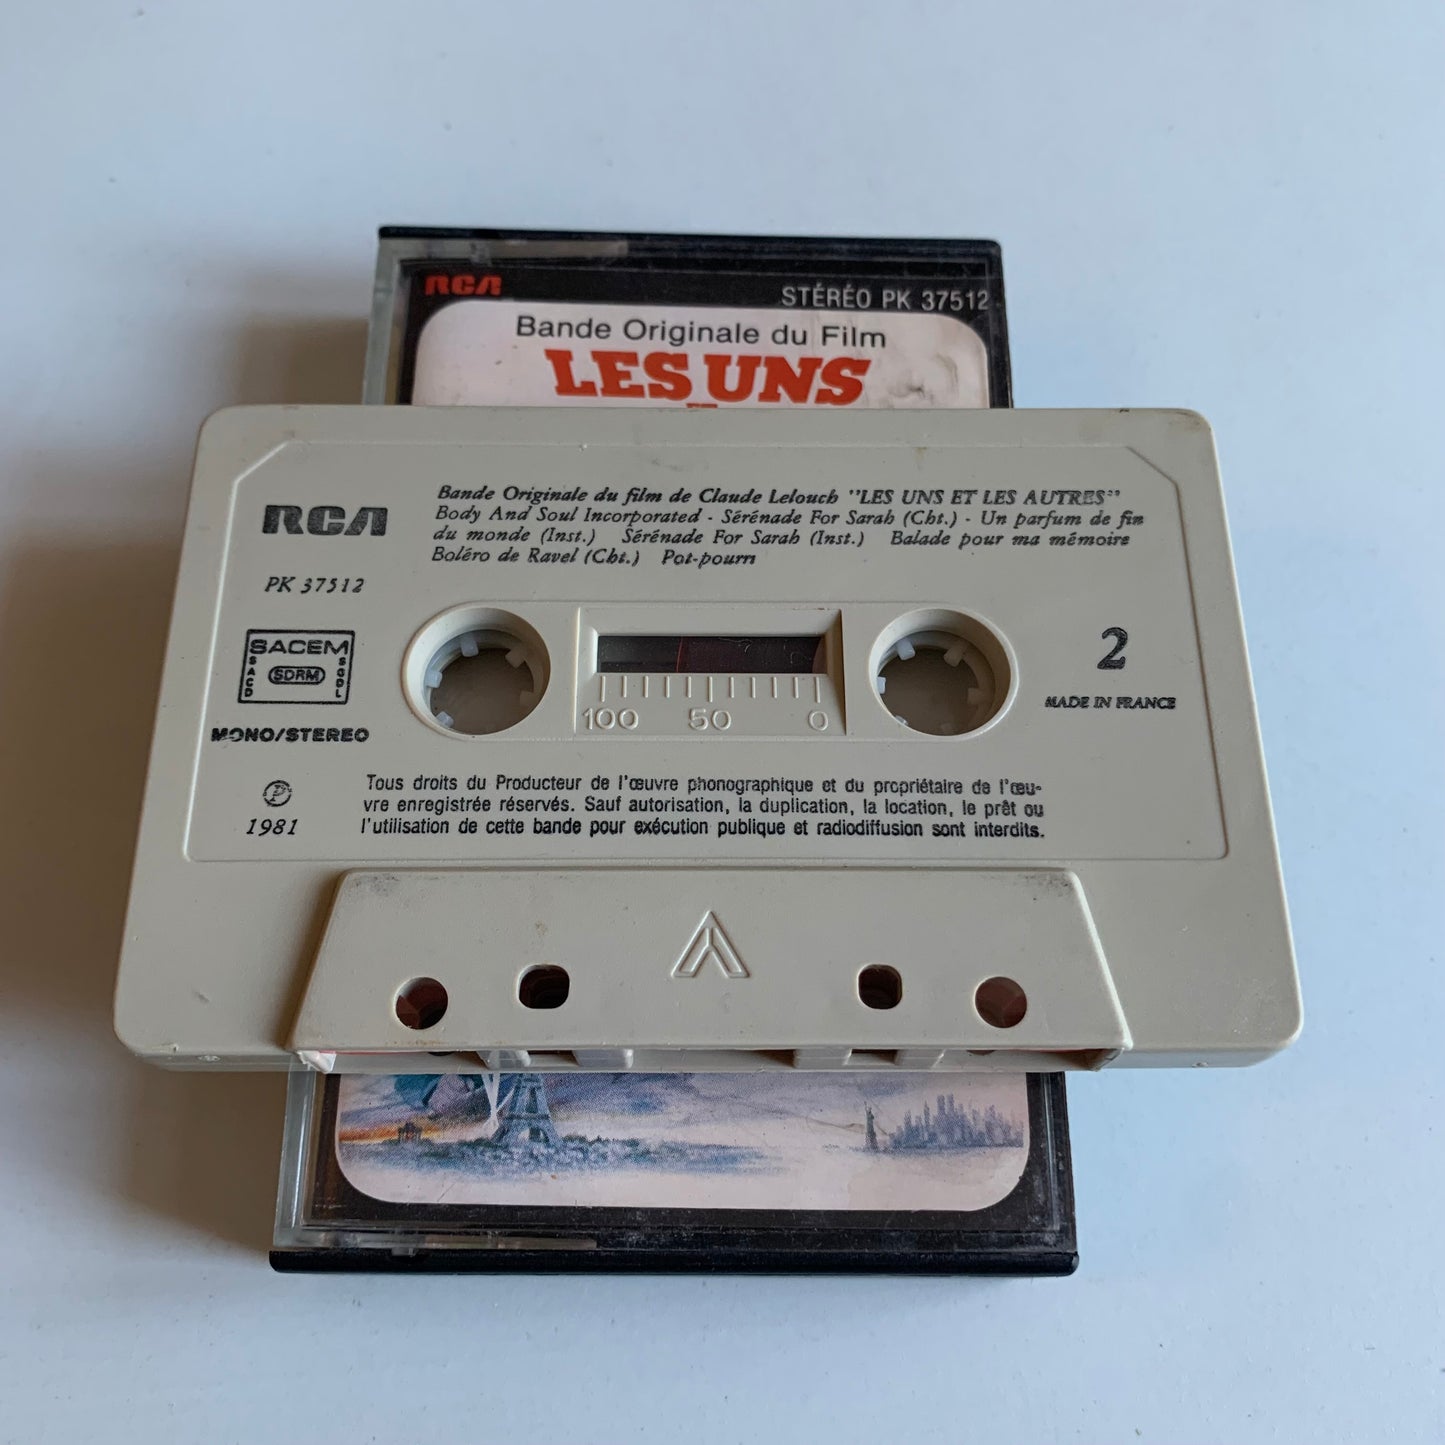 RCA
STÉRÉO PK 37512
Bande Originale du Film
LES UNS
RCA
Bande Originale du film de Claude Lelouch "LES UNS ET LES AUTRES"
Body And Soul Incorporated - Sérénade For Sarah (Cht.) - Un parfum de fin
du monde (Inst.) Sérénade For Sarah (Inst.) Balade pour ma mémoire
Boléro de Ravel (Cht.) Pot-pourri
PK 37512
SACEM
SACD
SDRM
SGDL
MONO/STEREO
2
MADE IN FRANCE
100 50 0
Ⓟ
1981
Tous droits du Producteur de l'œuvre phonographique et du propriétaire de l'œu-
vre enregistrée réservés. Sauf autorisation, la duplication, la location, le prêt ou
l'utilisation de cette bande pour exécution publique et radiodiffusion sont interdits.